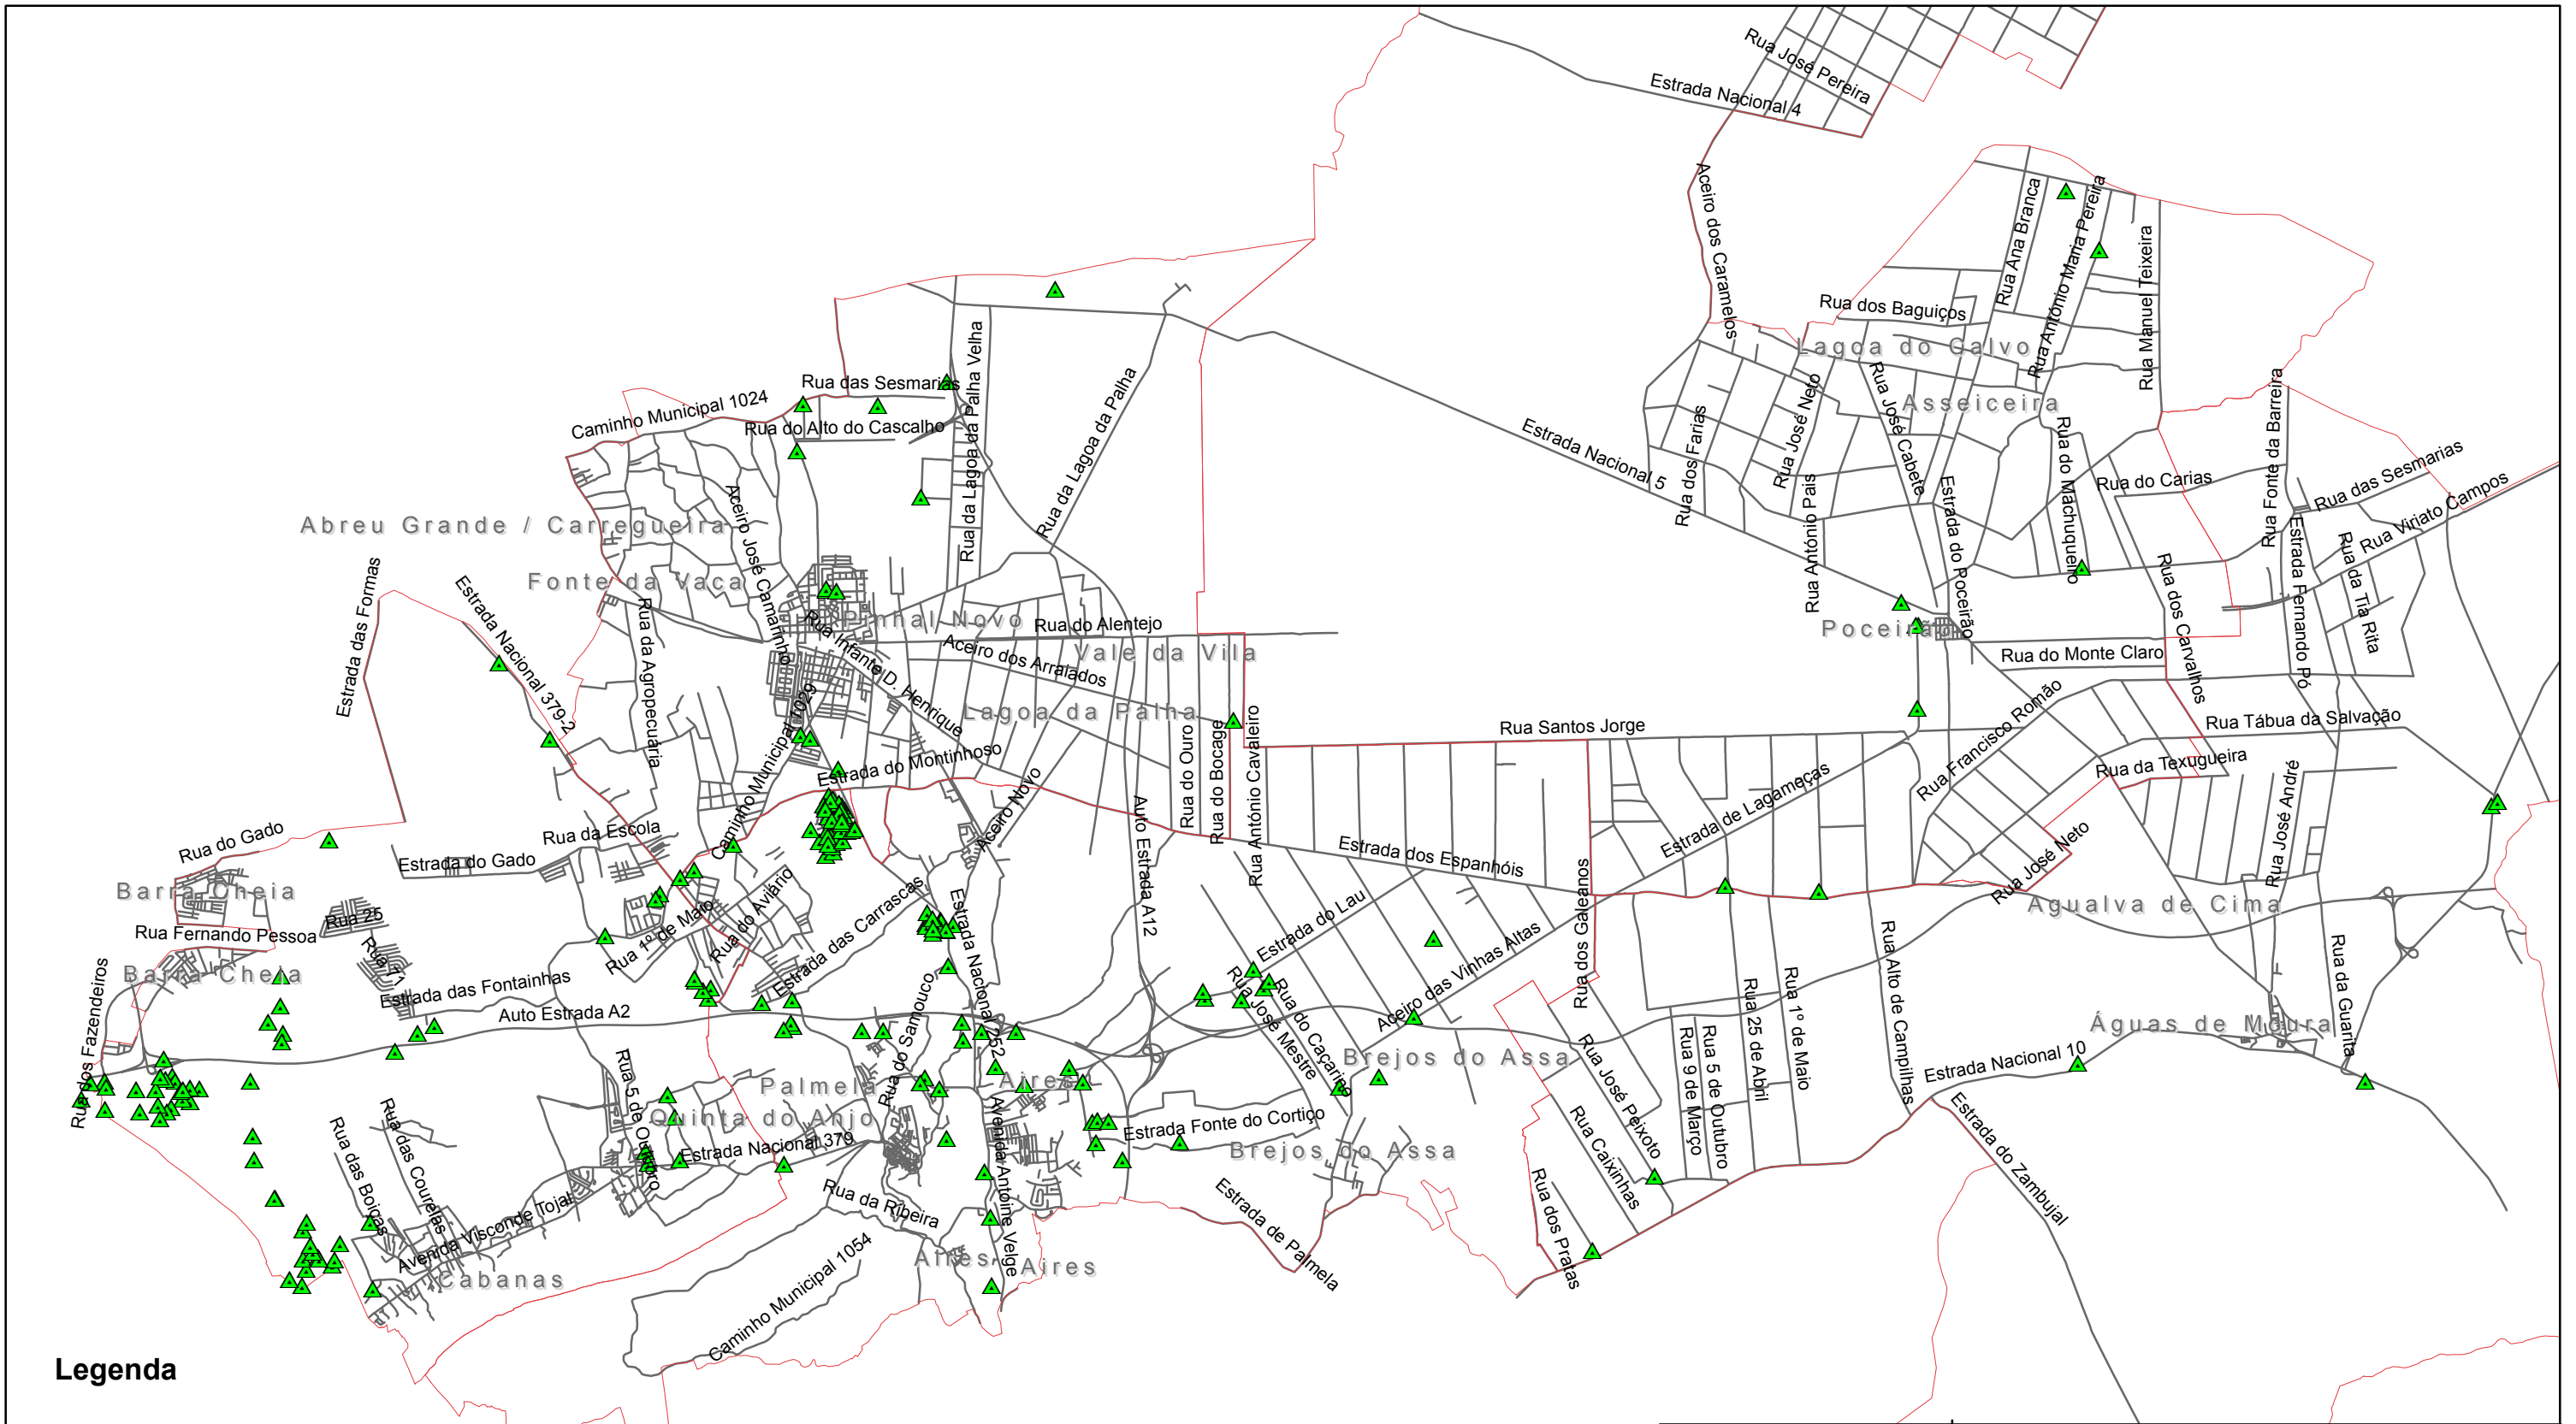 Rua José Pereira
Estrada Nacional 4
Aceiro dos Caramelos
Rua Ana Branca
Rua António Maria Pereira
Rua Manuel Teixeira
Rua dos Baguiços
Lagoa do Calvo
Asseiceira
Rua José Neto
Rua José Cabete
Rua dos Farias
Estrada Nacional 5
Rua António Pais
Estrada do Poceirão
Rua do Machuqueiro
Rua do Carias
Rua Fonte da Barreira
Rua das Sesmarias
Rua Viriato Campos
Estrada Fernando Pó
Rua da Tia Rita
Rua dos Carvalhos
Poceirão
Rua do Monte Claro
Rua das Sesmarias
Caminho Municipal 1024
Rua do Alto do Cascalho
Rua da Lagoa da Palha Velha
Rua da Lagoa da Palha
Abreu Grande / Carregueira
Aceiro José Camarinho
Fonte da Vaca
Estrada das Formas
Estrada Nacional 379-2
Rua da Agropecuária
Pinhal Novo
Rua Infante D. Henrique
Rua do Alentejo
Aceiro dos Arraiados
Vale da Vila
Lagoa da Palha
Caminho Municipal 1029
Estrada do Montinhoso
Aceiro Novo
Auto Estrada A12
Rua do Ouro
Rua do Bocage
Rua António Cavaleiro
Rua Santos Jorge
Rua Francisco Romão
Rua Tábua da Salvação
Rua da Texugueira
Rua José André
Estrada de Lagameças
Estrada dos Espanhóis
Rua José Neto
Agualva de Cima
Rua do Gado
Estrada do Gado
Rua da Escola
Barra Cheia
Rua 25
Rua Fernando Pessoa
Rua 71
Barra Cheia
Rua 1º de Maio
Rua do Aviário
Estrada das Carrascas
Estrada Nacional 252
Estrada das Fontainhas
Auto Estrada A2
Rua dos Fazendeiros
Rua do Samouco
Estrada do Lau
Rua José Mestre
Rua do Caçarino
Aceiro das Vinhas Altas
Rua dos Galeanos
Brejos do Assa
Rua 25 de Abril
Rua 1º de Maio
Rua Alto de Campilhas
Rua 9 de Março
Rua 5 de Outubro
Águas de Moura
Rua da Guarita
Estrada Nacional 10
Estrada do Zambujal
Rua José Peixoto
Rua Caixinhas
Rua dos Pratas
Palmela
Aires
Quinta do Anjo
Rua 5 de Outubro
Estrada Nacional 379
Estrada Fonte do Cortiço
Brejos do Assa
Estrada de Palmela
Avenida Antoine Velge
Rua da Ribeira
Rua das Boiças
Rua das Courelas
Avenida Visconde Tojal
Cabanas
Aires
Aires
Caminho Municipal 1054
Legenda